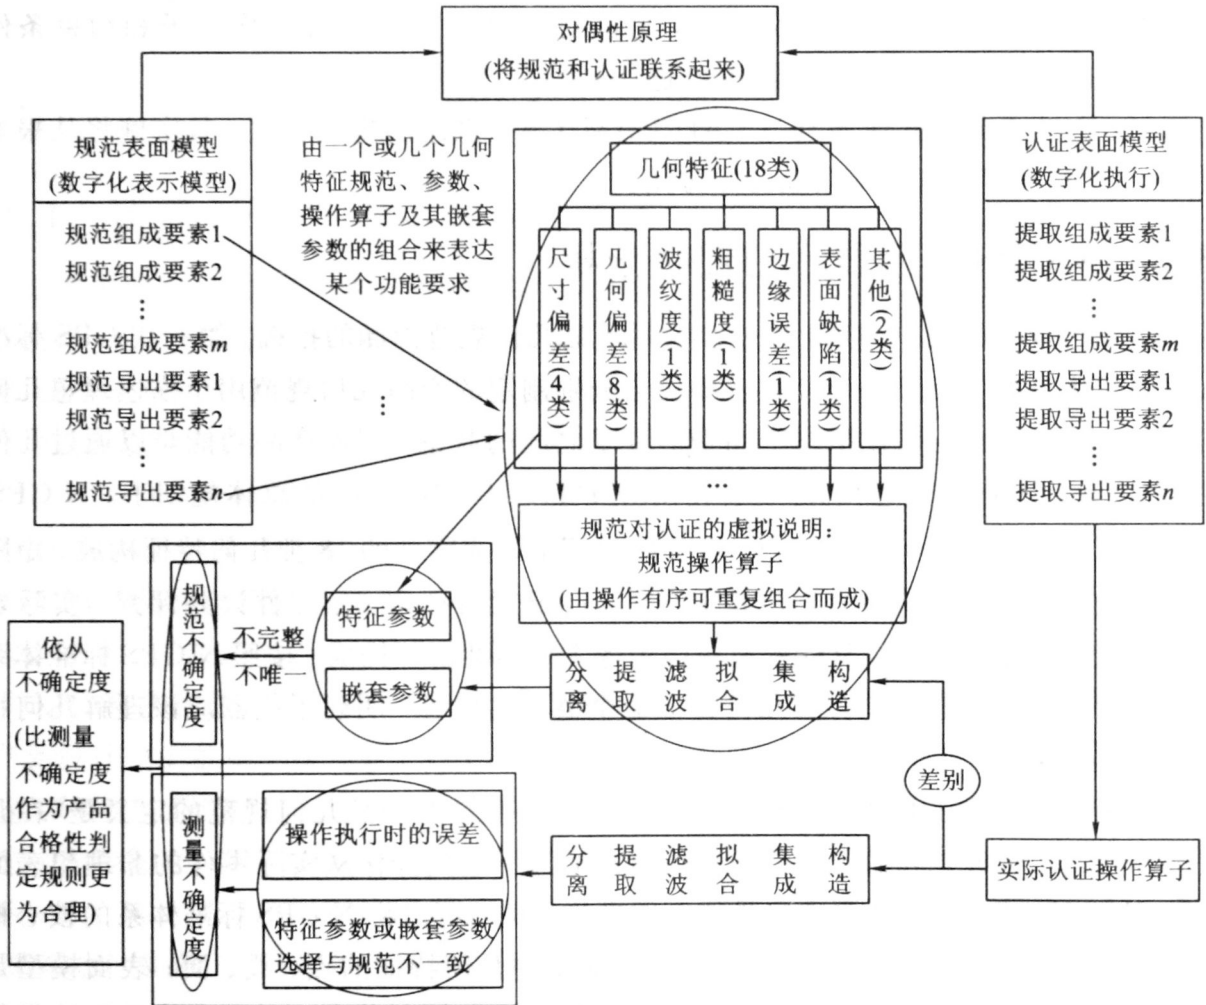 对偶性原理
(将规范和认证联系起来)
规范表面模型
(数字化表示模型)
规范组成要素1
规范组成要素2
⋮
规范组成要素m
规范导出要素1
规范导出要素2
⋮
规范导出要素n
由一个或几个几何
特征规范、参数、
操作算子及其嵌套
参数的组合来表达
某个功能要求
⋮
几何特征(18类)
尺寸偏差(4类)
几何偏差(8类)
波纹度(1类)
粗糙度(1类)
边缘误差(1类)
表面缺陷(1类)
其他(2类)
…
规范对认证的虚拟说明：
规范操作算子
(由操作有序可重复组合而成)
分离 提取 滤波 拟合 集成 构造
认证表面模型
(数字化执行)
提取组成要素1
提取组成要素2
⋮
提取组成要素m
提取导出要素1
提取导出要素2
⋮
提取导出要素n
差别
实际认证操作算子
分离 提取 滤波 拟合 集成 构造
特征参数
嵌套参数
不完整
不唯一
规范不确定度
操作执行时的误差
特征参数或嵌套参数
选择与规范不一致
测量不确定度
依从
不确定度
(比测量
不确定度
作为产品
合格性判
定规则更
为合理)